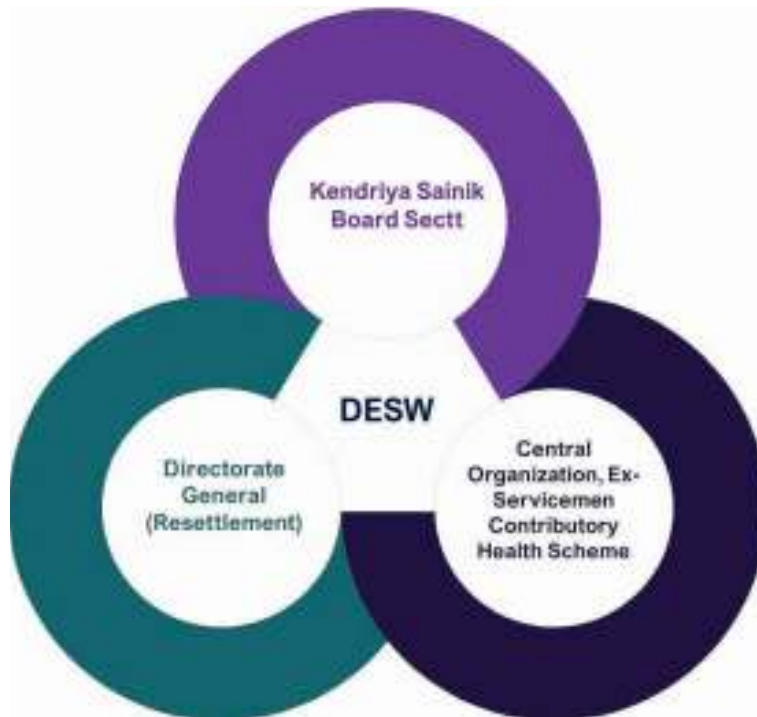 Kendriya Sainik
Board Sectt
DESW
Directorate
General
(Resettlement)
Central
Organization, Ex-
Servicemen
Contributory
Health Scheme